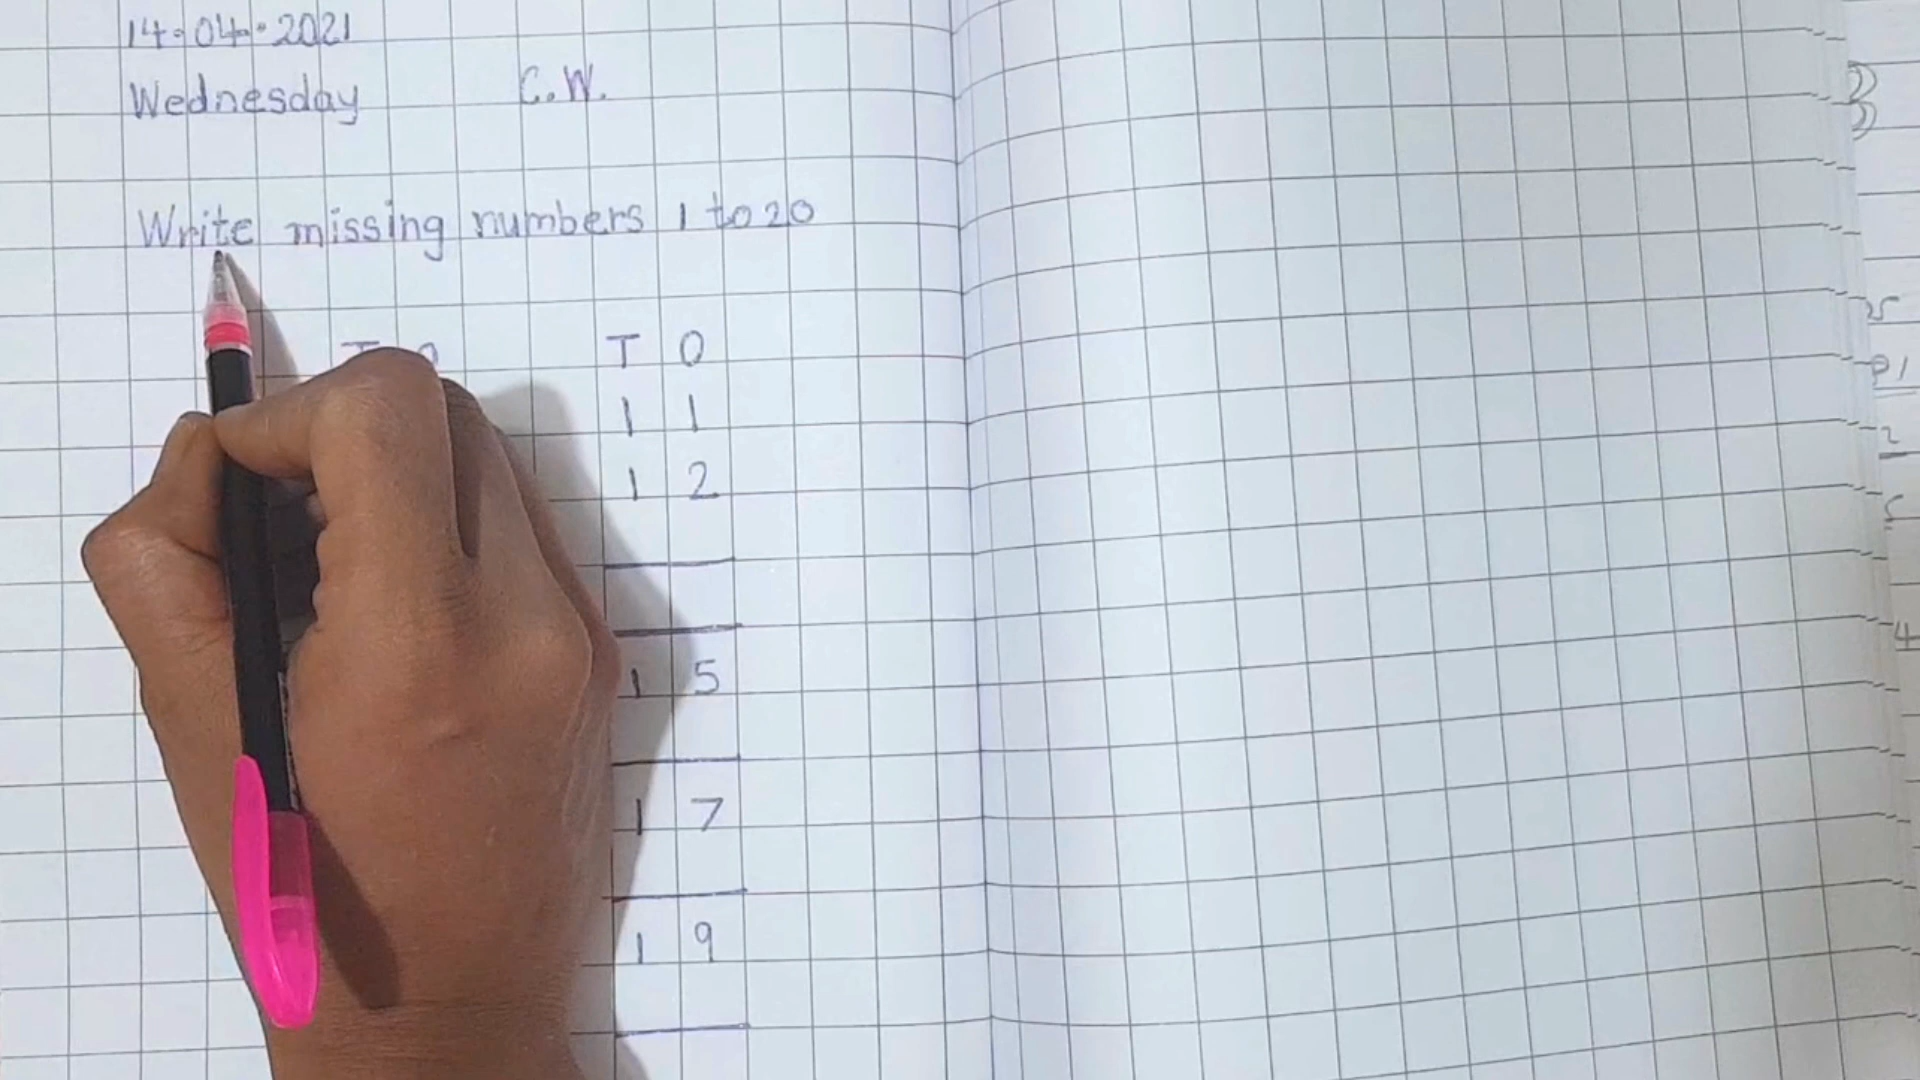 14.04.2021
Wednesday C.W.
Write missing numbers 1 to 20
T O T O
1 1
1 2
1 5
1 7
1 9